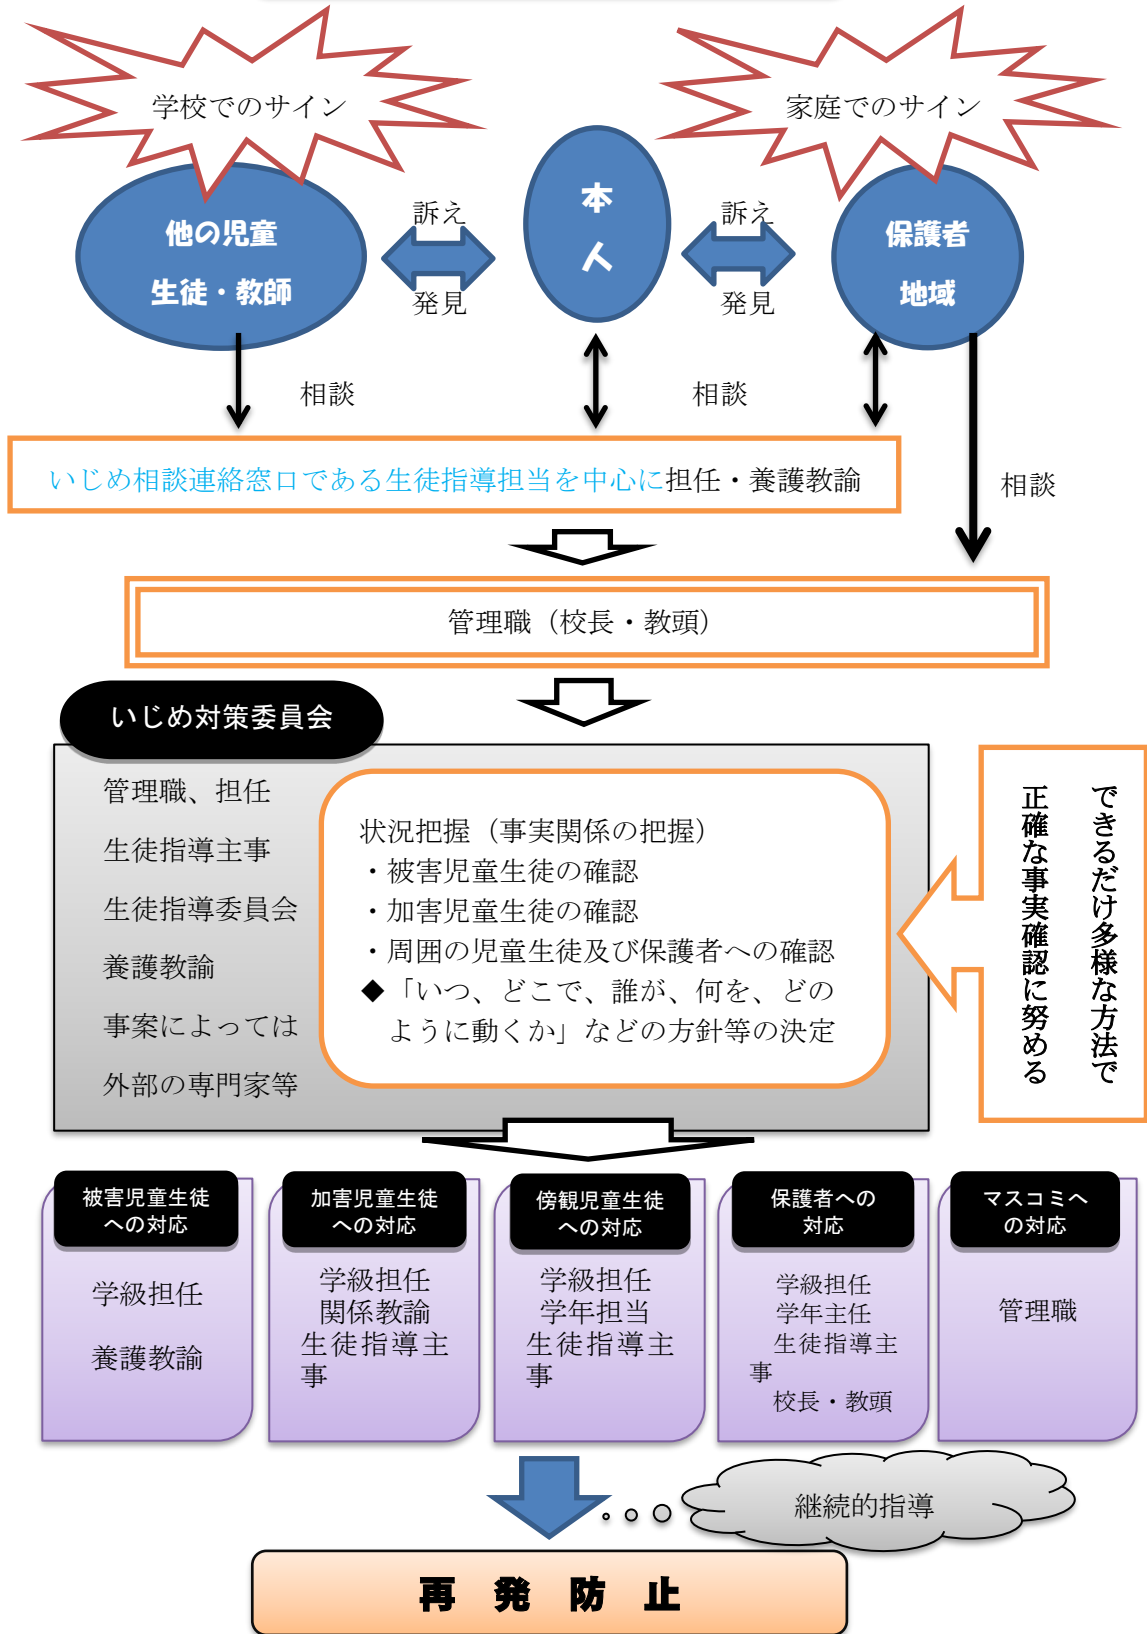 学校でのサイン
家庭でのサイン
他の児童
生徒・教師
訴え
発見
本
人
訴え
発見
保護者
地域
相談
相談
相談
いじめ相談連絡窓口である生徒指導担当を中心に担任・養護教諭
管理職（校長・教頭）
いじめ対策委員会
管理職、担任
生徒指導主事
生徒指導委員会
養護教諭
事案によっては
外部の専門家等
状況把握（事実関係の把握）
・被害児童生徒の確認
・加害児童生徒の確認
・周囲の児童生徒及び保護者への確認
◆「いつ、どこで、誰が、何を、どの
ように動くか」などの方針等の決定
できるだけ多様な方法で
正確な事実確認に努める
被害児童生徒
への対応
学級担任
養護教諭
加害児童生徒
への対応
学級担任
関係教諭
生徒指導主
事
傍観児童生徒
への対応
学級担任
学年担当
生徒指導主
事
保護者への
対応
学級担任
学年主任
生徒指導主
事
校長・教頭
マスコミへ
の対応
管理職
継続的指導
再発防止